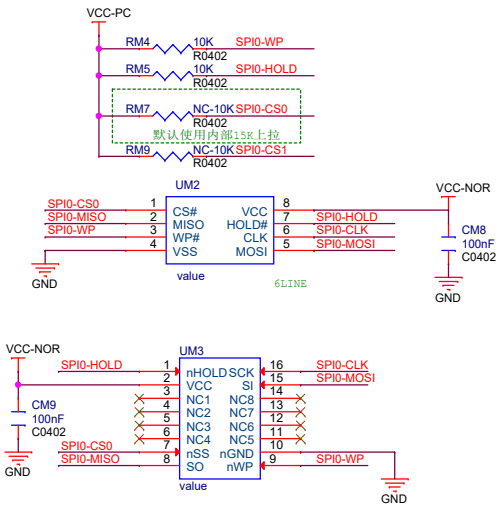 VCC-PC
RM4 10K SPI0-WP
R0402
RM5 10K SPI0-HOLD
R0402
RM7 NC-10K SPI0-CS0
R0402
默认使用内部15K上拉
RM9 NC-10K SPI0-CS1
R0402
UM2
VCC-NOR
SPI0-CS0 1 CS# VCC 8
SPI0-MISO 2 MISO HOLD# 7 SPI0-HOLD
SPI0-WP 3 WP# CLK 6 SPI0-CLK
4 VSS MOSI 5 SPI0-MOSI
CM8
100nF
C0402
value
6LINE
GND
GND
VCC-NOR
UM3
SPI0-HOLD 1 nHOLD SCK 16 SPI0-CLK
2 VCC SI 15 SPI0-MOSI
3 NC1 NC8 14
4 NC2 NC7 13
5 NC3 NC6 12
6 NC4 NC5 11
SPI0-CS0 7 nSS nGND 10
SPI0-MISO 8 SO nWP 9 SPI0-WP
CM9
100nF
C0402
GND
value
GND